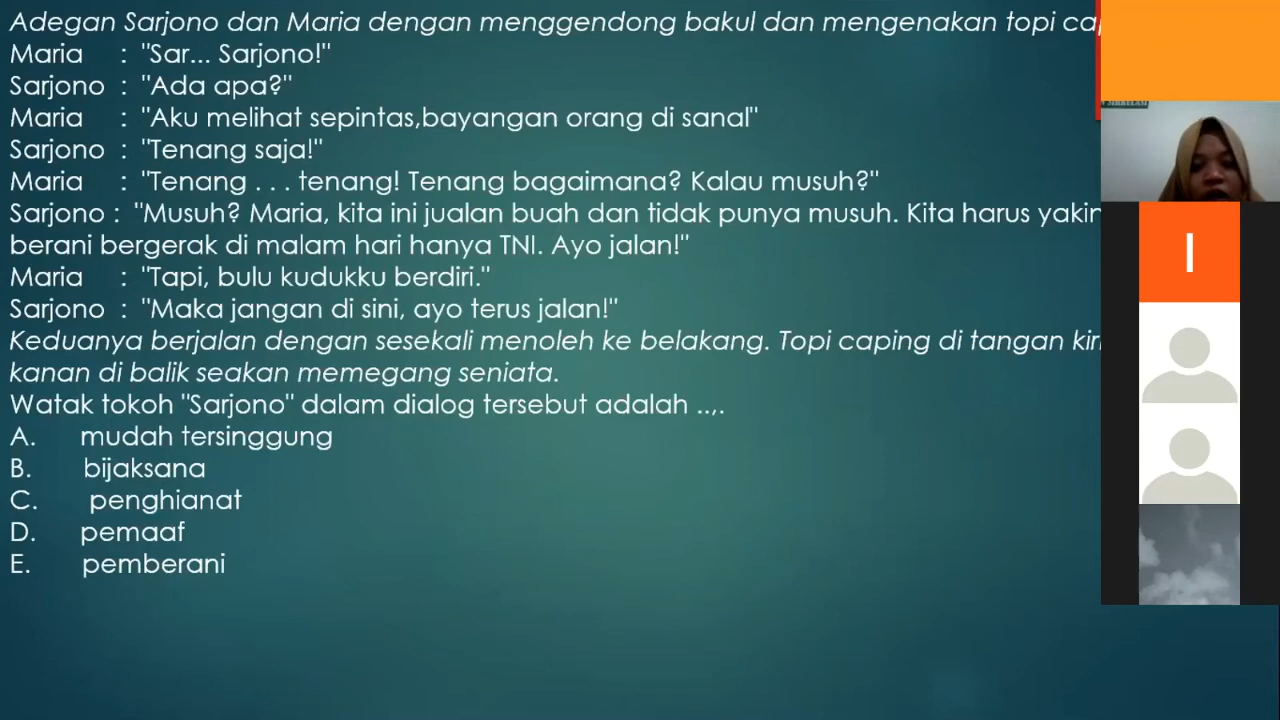 Adegan Sarjono dan Maria dengan menggendong bakul dan mengenakan topi
Maria : "Sar... Sarjono!"
Sarjono : "Ada apa?"
Maria : "Aku melihat sepintas,bayangan orang di sanal"
Sarjono : "Tenang saja!"
Maria : "Tenang . . . tenang! Tenang bagaimana? Kalau musuh?"
Sarjono : "Musuh? Maria, kita ini jualan buah dan tidak punya musuh. Kita harus yakin
berani bergerak di malam hari hanya TNI. Ayo jalan!"
Maria : "Tapi, bulu kudukku berdiri."
Sarjono : "Maka jangan di sini, ayo terus jalan!"
Keduanya berjalan dengan sesekali menoleh ke belakang. Topi caping di tangan
kanan di balik seakan memegang seniata.
Watak tokoh "Sarjono" dalam dialog tersebut adalah ..,.
A. mudah tersinggung
B. bijaksana
C. penghianat
D. pemaaf
E. pemberani
I